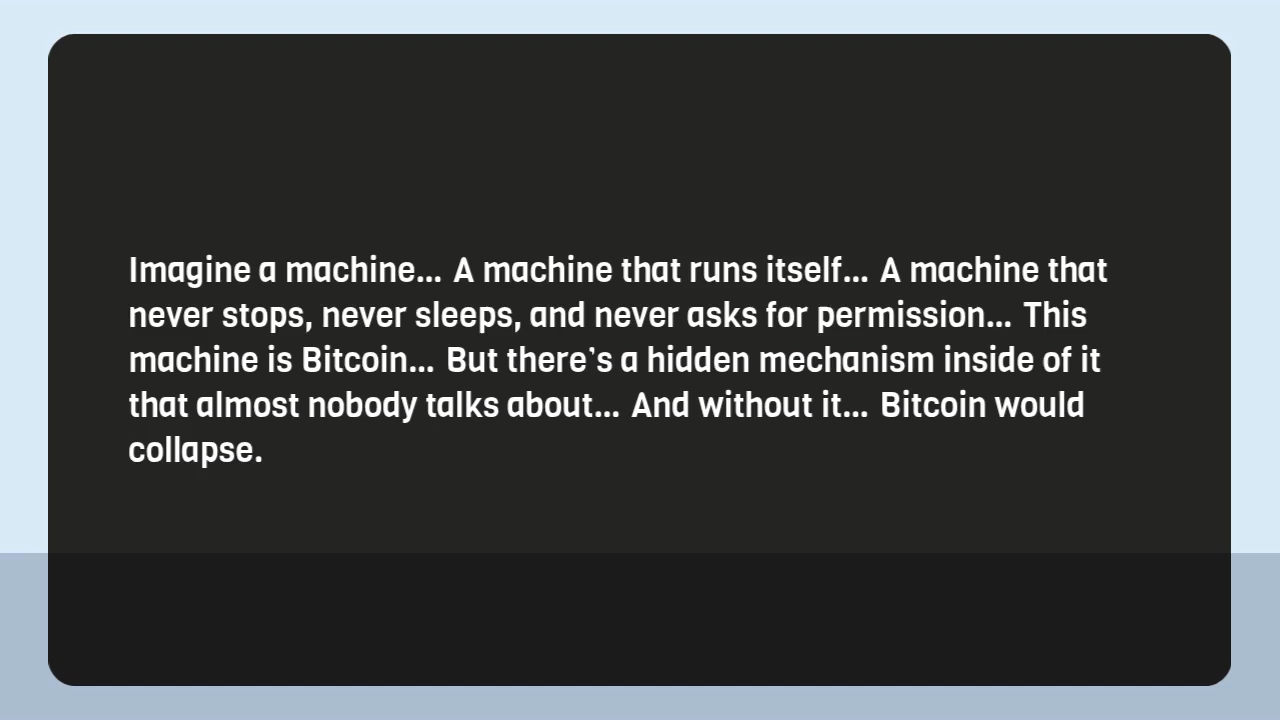 Imagine a machine... A machine that runs itself... A machine that
never stops, never sleeps, and never asks for permission... This
machine is Bitcoin... But there’s a hidden mechanism inside of it
that almost nobody talks about... And without it... Bitcoin would
collapse.